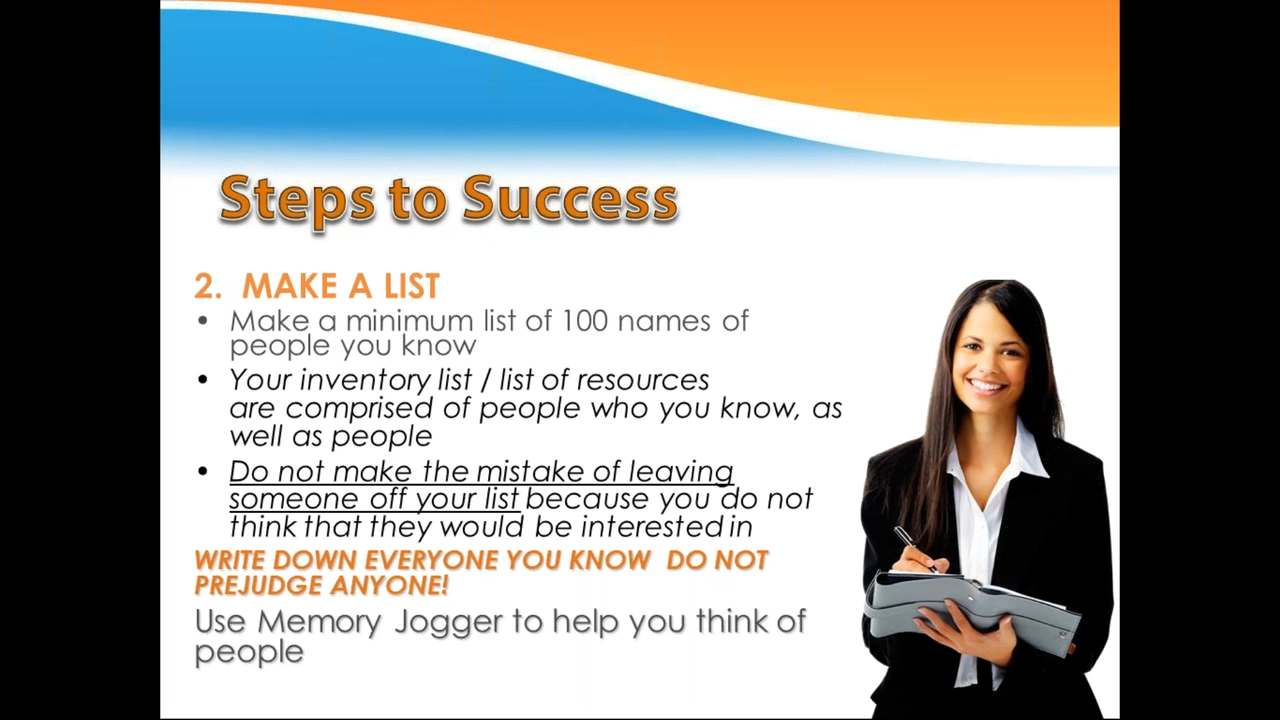 Steps to Success
2. MAKE A LIST
• Make a minimum list of 100 names of
people you know
• Your inventory list / list of resources
are comprised of people who you know, as
well as people
• Do not make the mistake of leaving
someone off your list because you do not
think that they would be interested in
WRITE DOWN EVERYONE YOU KNOW DO NOT
PREJUDGE ANYONE!
Use Memory Jogger to help you think of
people